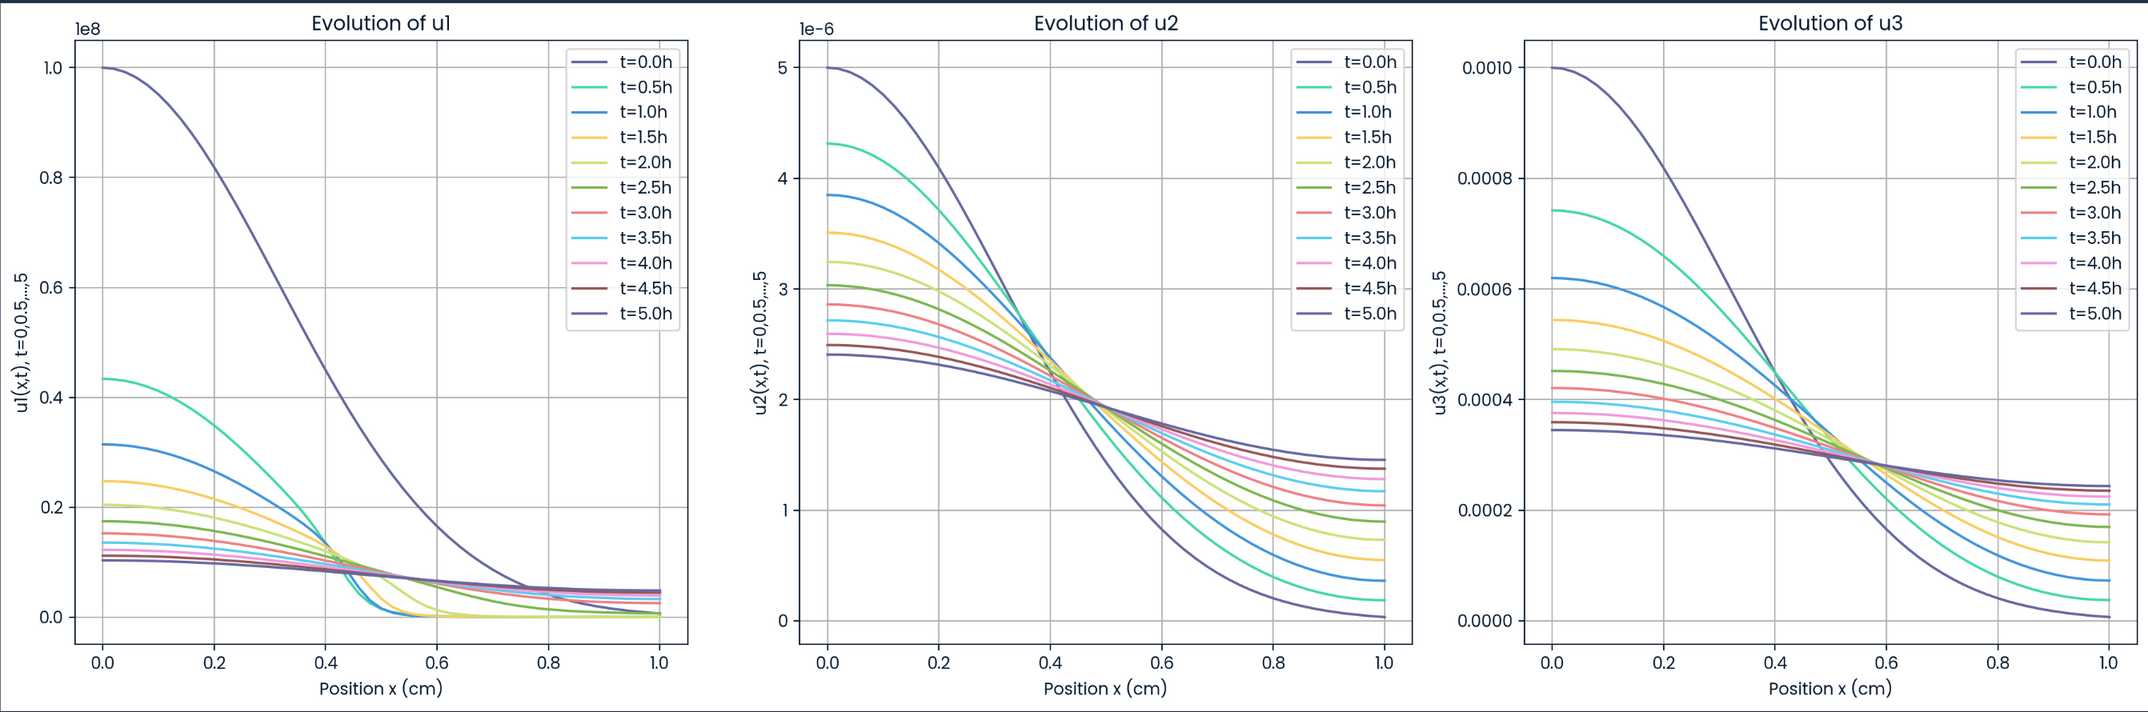 Evolution of u1
1e8
1.0
0.8
0.6
0.4
0.2
0.0
u1(x,t), t=0,0.5,...,5
t=0.0h
t=0.5h
t=1.0h
t=1.5h
t=2.0h
t=2.5h
t=3.0h
t=3.5h
t=4.0h
t=4.5h
t=5.0h
0.0 0.2 0.4 0.6 0.8 1.0
Position x (cm)
Evolution of u2
1e−6
5
4
3
2
1
0
u2(x,t), t=0,0.5,...,5
t=0.0h
t=0.5h
t=1.0h
t=1.5h
t=2.0h
t=2.5h
t=3.0h
t=3.5h
t=4.0h
t=4.5h
t=5.0h
0.0 0.2 0.4 0.6 0.8 1.0
Position x (cm)
Evolution of u3
0.0010
0.0008
0.0006
0.0004
0.0002
0.0000
u3(x,t), t=0,0.5,...,5
t=0.0h
t=0.5h
t=1.0h
t=1.5h
t=2.0h
t=2.5h
t=3.0h
t=3.5h
t=4.0h
t=4.5h
t=5.0h
0.0 0.2 0.4 0.6 0.8 1.0
Position x (cm)